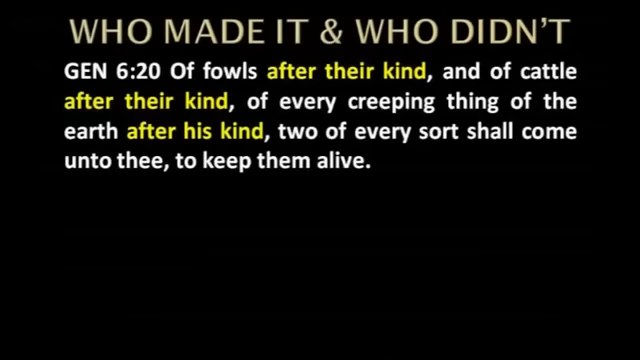 WHO MADE IT & WHO DIDN'T
GEN 6:20 Of fowls after their kind, and of cattle
after their kind, of every creeping thing of the
earth after his kind, two of every sort shall come
unto thee, to keep them alive.